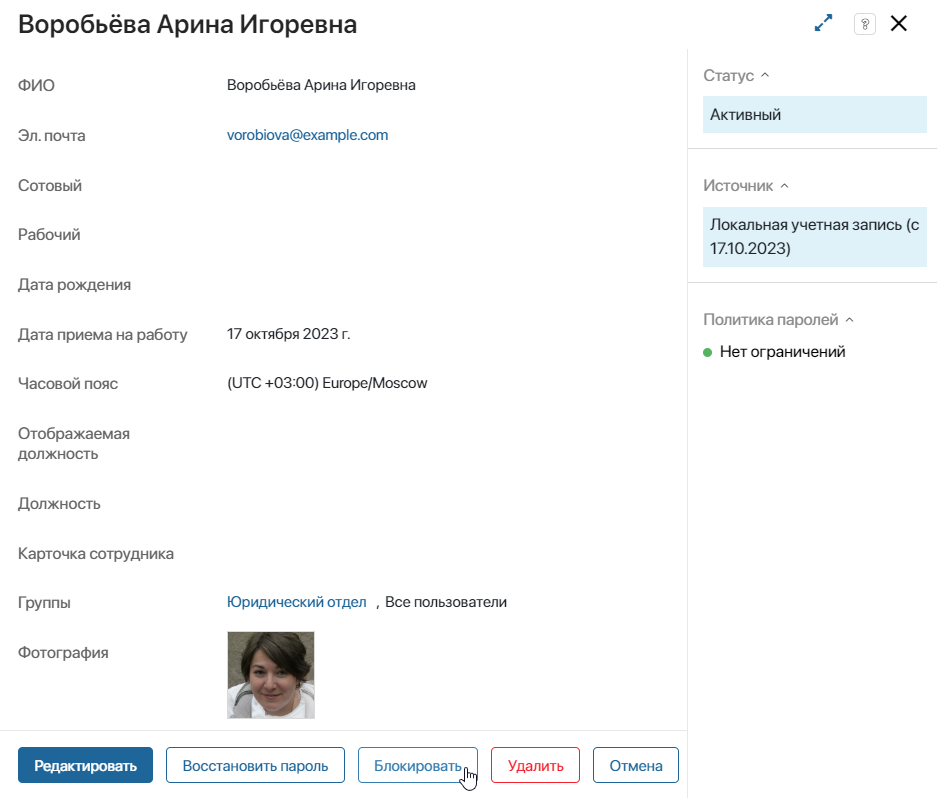 Воробьёва Арина Игоревна
?
ФИО
Воробьёва Арина Игоревна
Эл. почта
vorobiova@example.com
Сотовый
Рабочий
Дата рождения
Дата приема на работу
17 октября 2023 г.
Часовой пояс
(UTC +03:00) Europe/Moscow
Отображаемая
должность
Должность
Карточка сотрудника
Группы
Юридический отдел , Все пользователи
Фотография
Статус
Активный
Источник
Локальная учетная запись (с
17.10.2023)
Политика паролей
Нет ограничений
Редактировать
Восстановить пароль
Блокировать
Удалить
Отмена